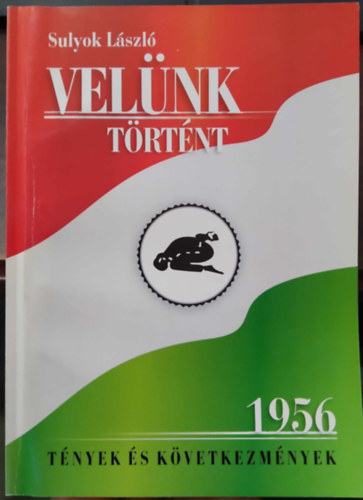 Sulyok László
VELÜNK
TÖRTÉNT
1956
TÉNYEK ÉS KÖVETKEZMÉNYEK